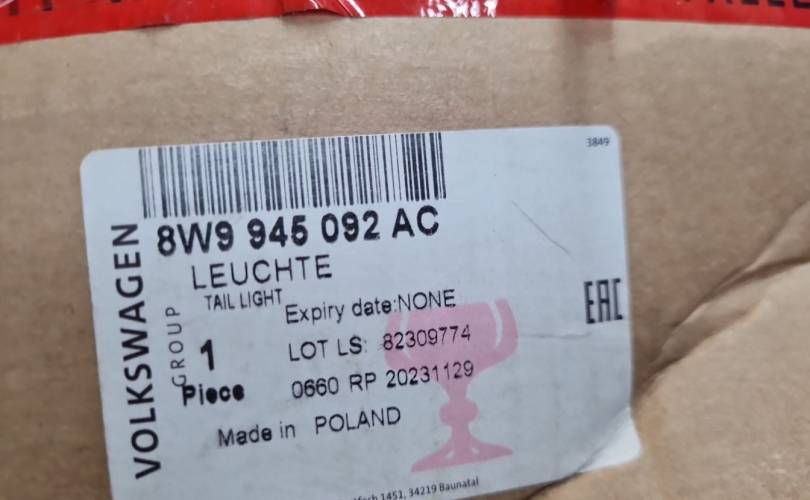 3849
8W9 945 092 AC
LEUCHTE
TAIL LIGHT
VOLKSWAGEN
GROUP
1
Piece
Expiry date:NONE
LOT LS: 82309774
0660 RP 20231129
Made in POLAND
EAC
1451, 34219 Baunatal